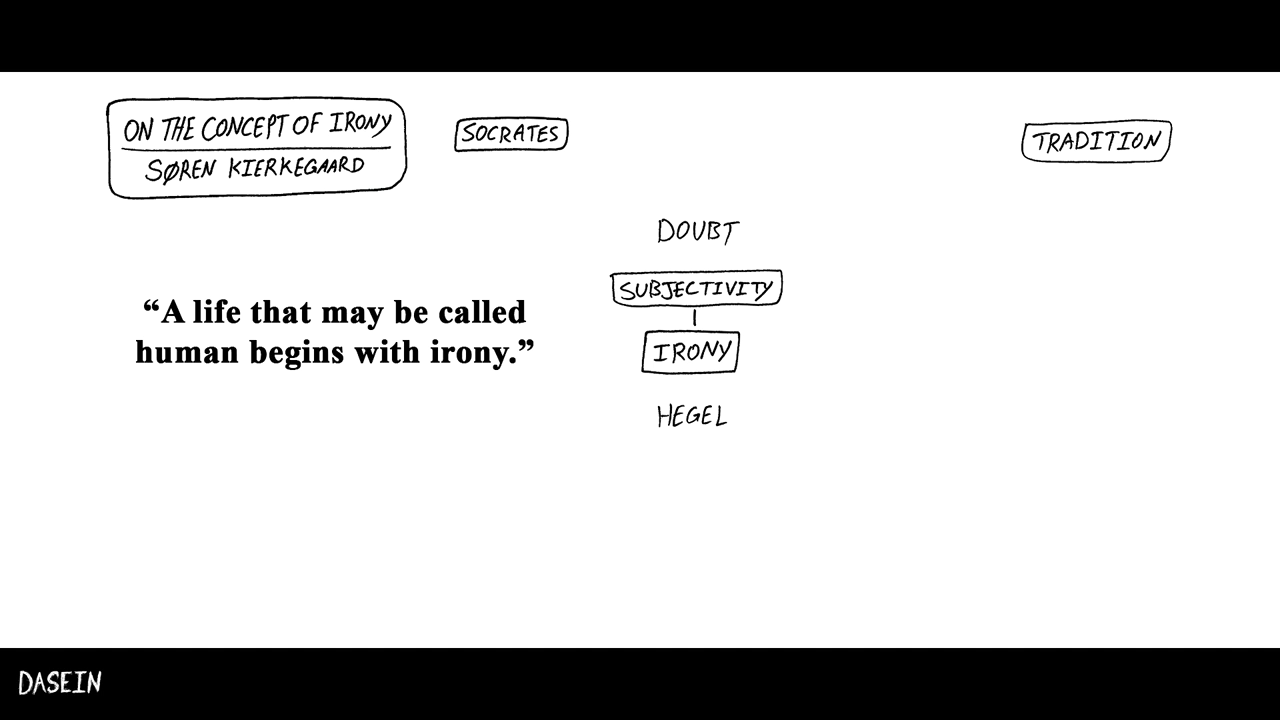 ON THE CONCEPT OF IRONY
SØREN KIERKEGAARD
SOCRATES
TRADITION
DOUBT
SUBJECTIVITY
IRONY
HEGEL
“A life that may be called
human begins with irony.”
DASEIN